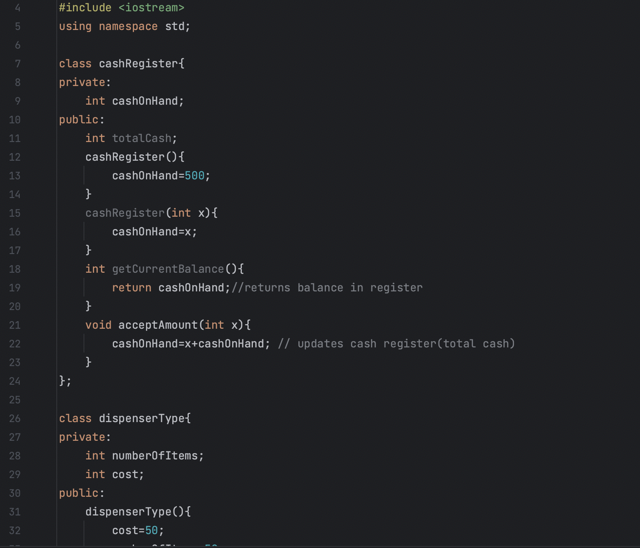 4 #include <iostream>
5 using namespace std;
6
7 class cashRegister{
8 private:
9 int cashOnHand;
10 public:
11 int totalCash;
12 cashRegister(){
13 cashOnHand=500;
14 }
15 cashRegister(int x){
16 cashOnHand=x;
17 }
18 int getCurrentBalance(){
19 return cashOnHand;//returns balance in register
20 }
21 void acceptAmount(int x){
22 cashOnHand=x+cashOnHand; // updates cash register(total cash)
23 }
24 };
25
26 class dispenserType{
27 private:
28 int numberOfItems;
29 int cost;
30 public:
31 dispenserType(){
32 cost=50;